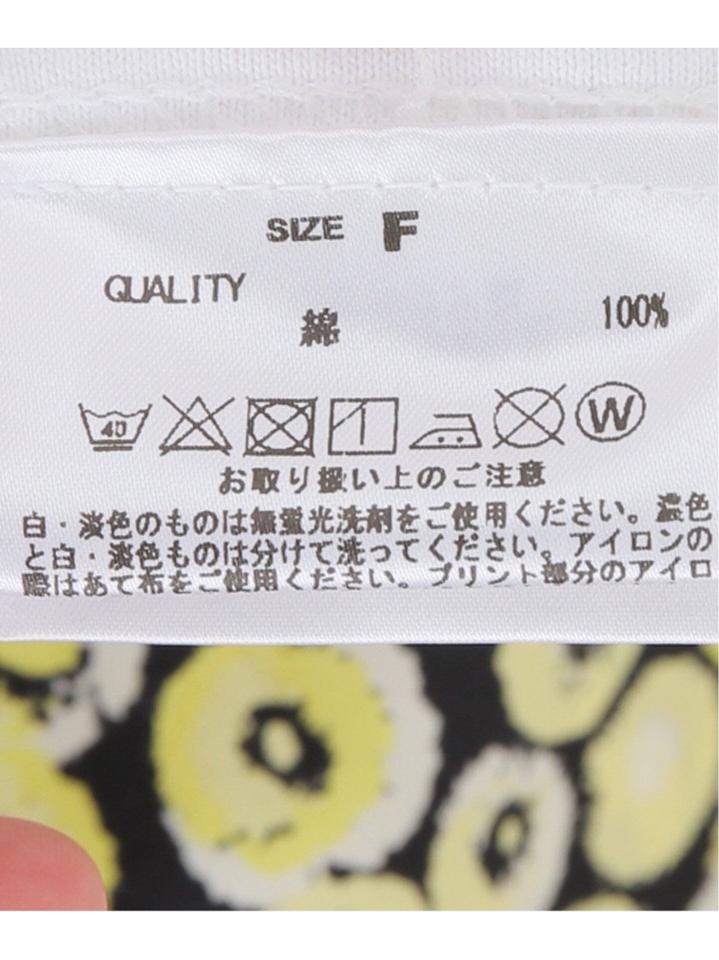 SIZE F
QUALITY
綿 100%
40 W
お取り扱い上のご注意
白・淡色のものは無蛍光洗剤をご使用ください。濃色
と白・淡色ものは分けて洗ってください。アイロンの
際はあて布をご使用ください。プリント部分のアイロ